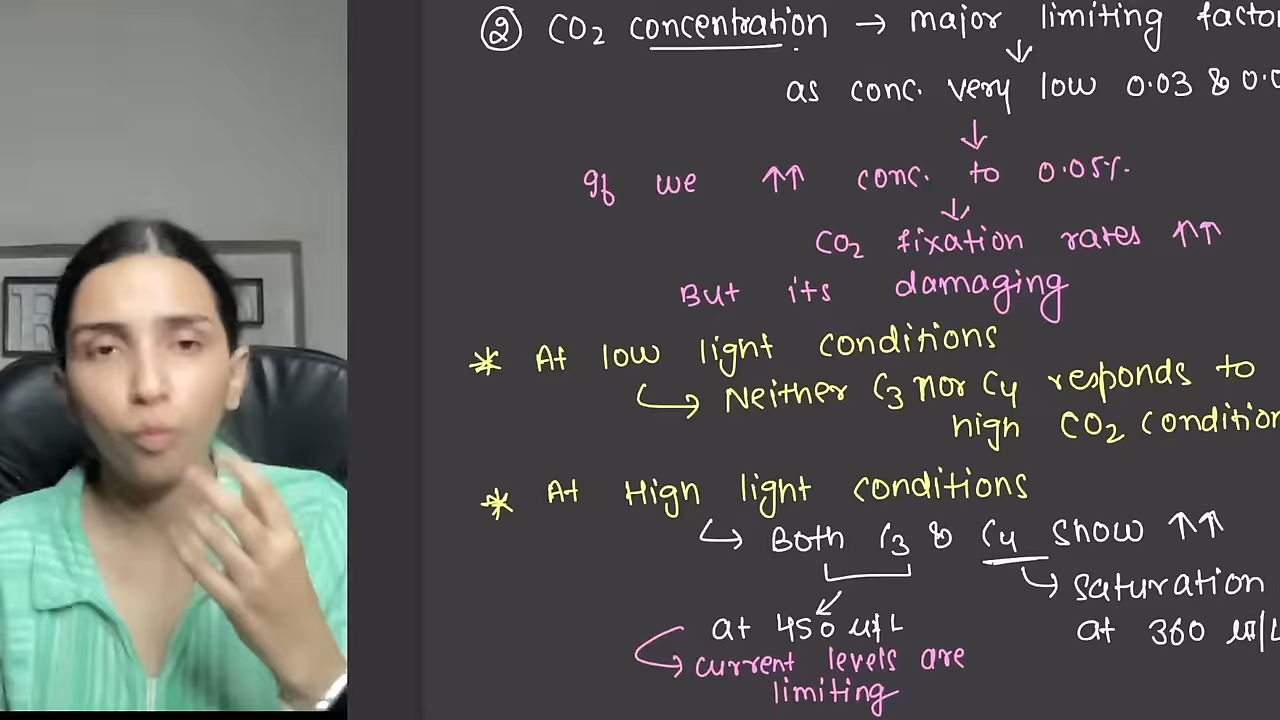 ② CO2 concentration → major limiting facto
↓
as conc. very low 0.03 & 0.0
↓
If we ↑↑ conc. to 0.05%.
↓
CO2 fixation rates ↑↑
But its damaging
* At low light conditions
↳ Neither C3 nor C4 responds to
high CO2 condition
* At High light conditions
↳ Both C3 & C4 show ↑↑
↳ saturation
at 450 μl/L
at 360 μl/L
↳ current levels are
limiting